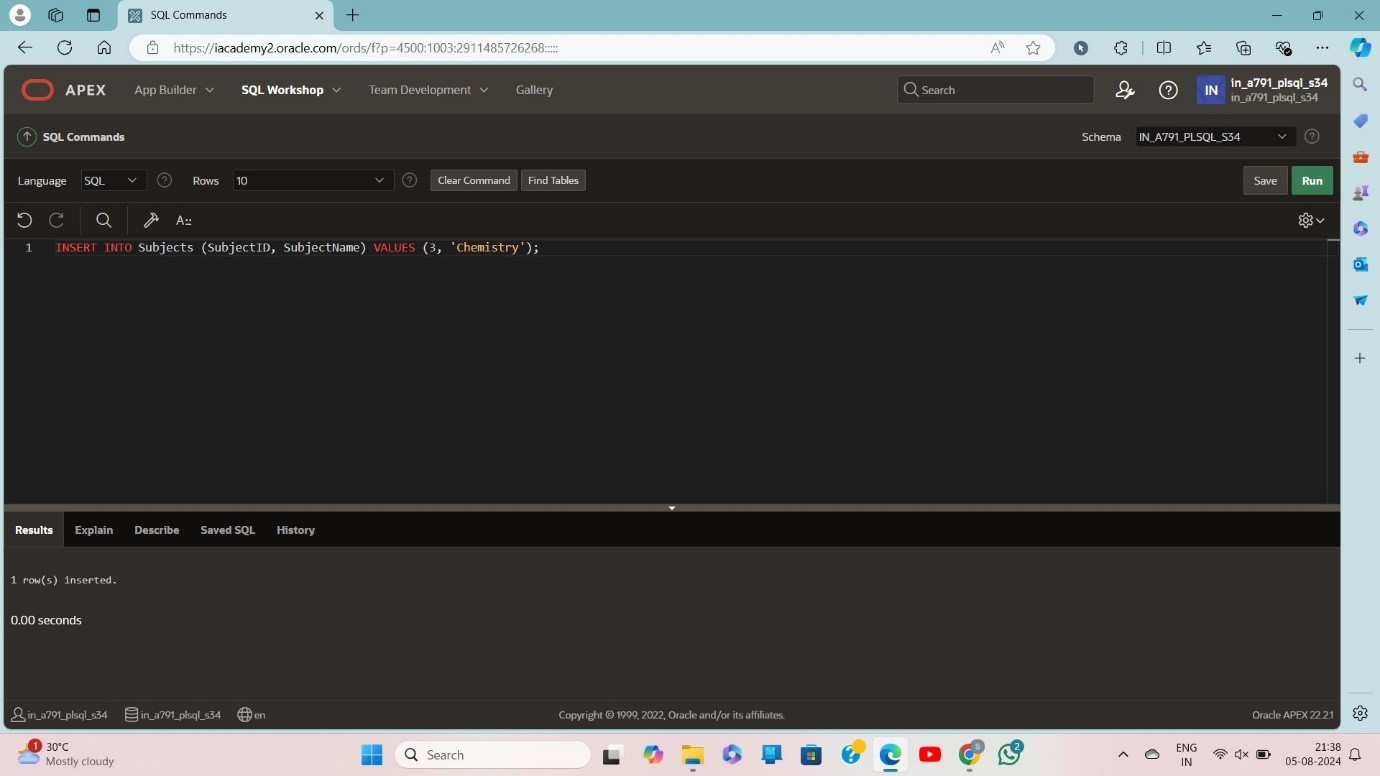 SQL Commands
https://iacademy2.oracle.com/ords/f?p=4500:1003:2911485726268:::::
APEX App Builder SQL Workshop Team Development Gallery Search IN in_a791_plsql_s34
in_a791_plsql_s34
SQL Commands Schema IN_A791_PLSQL_S34
Language SQL Rows 10 Clear Command Find Tables Save Run
A::
1 INSERT INTO Subjects (SubjectID, SubjectName) VALUES (3, 'Chemistry');
Results Explain Describe Saved SQL History
1 row(s) inserted.
0.00 seconds
in_a791_plsql_s34 in_a791_plsql_s34 en Copyright © 1999, 2022, Oracle and/or its affiliates. Oracle APEX 22.2.1
1 30°C
Mostly cloudy
Search
5
2
ENG
IN
21:38
05-08-2024